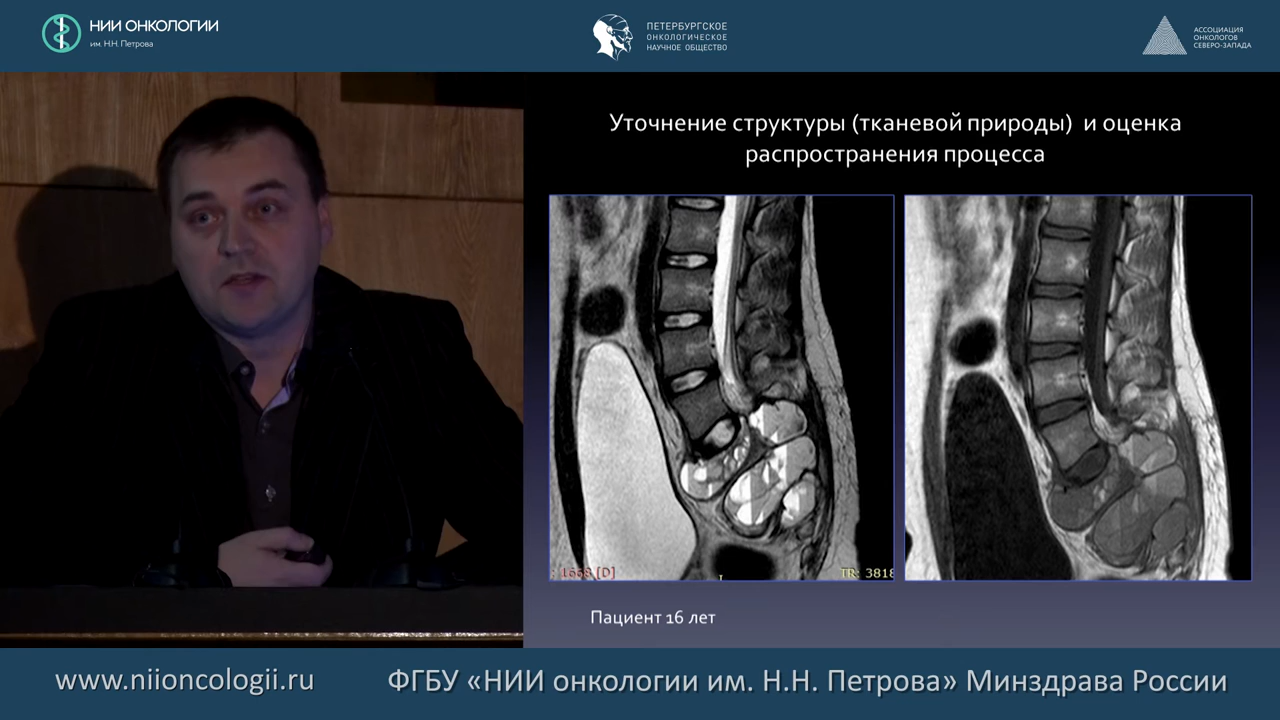 НИИ ОНКОЛОГИИ
им. Н.Н. Петрова
ПЕТЕРБУРГСКОЕ
ОНКОЛОГИЧЕСКОЕ
НАУЧНОЕ ОБЩЕСТВО
АССОЦИАЦИЯ
ОНКОЛОГОВ
СЕВЕРО-ЗАПАДА
Уточнение структуры (тканевой природы) и оценка
распространения процесса
TR: 3818
Пациент 16 лет
www.niioncologii.ru
ФГБУ «НИИ онкологии им. Н.Н. Петрова» Минздрава России